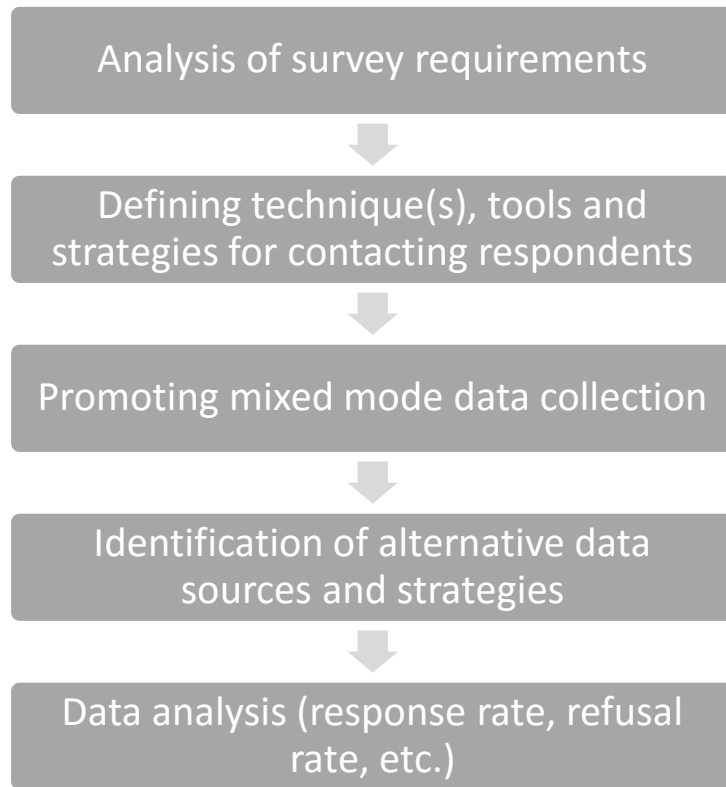 Analysis of survey requirements
Defining technique(s), tools and
strategies for contacting respondents
Promoting mixed mode data collection
Identification of alternative data
sources and strategies
Data analysis (response rate, refusal
rate, etc.)